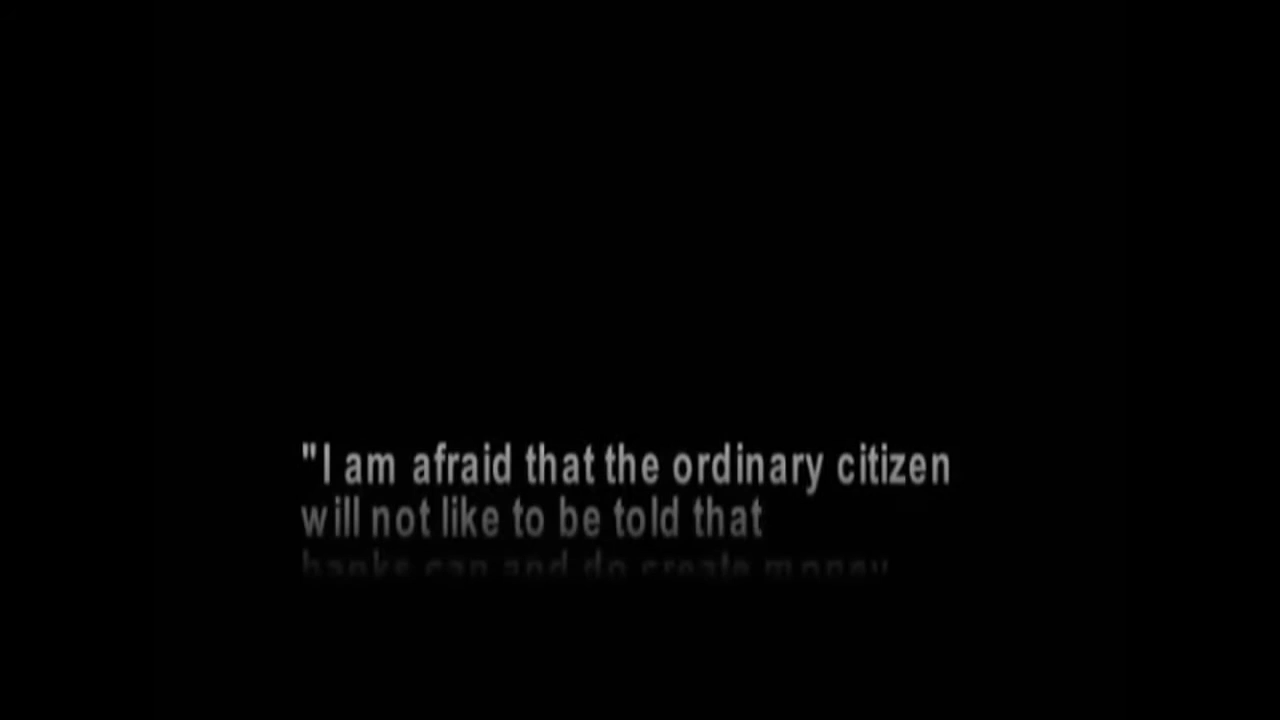 "I am afraid that the ordinary citizen
will not like to be told that
banks can and do create money